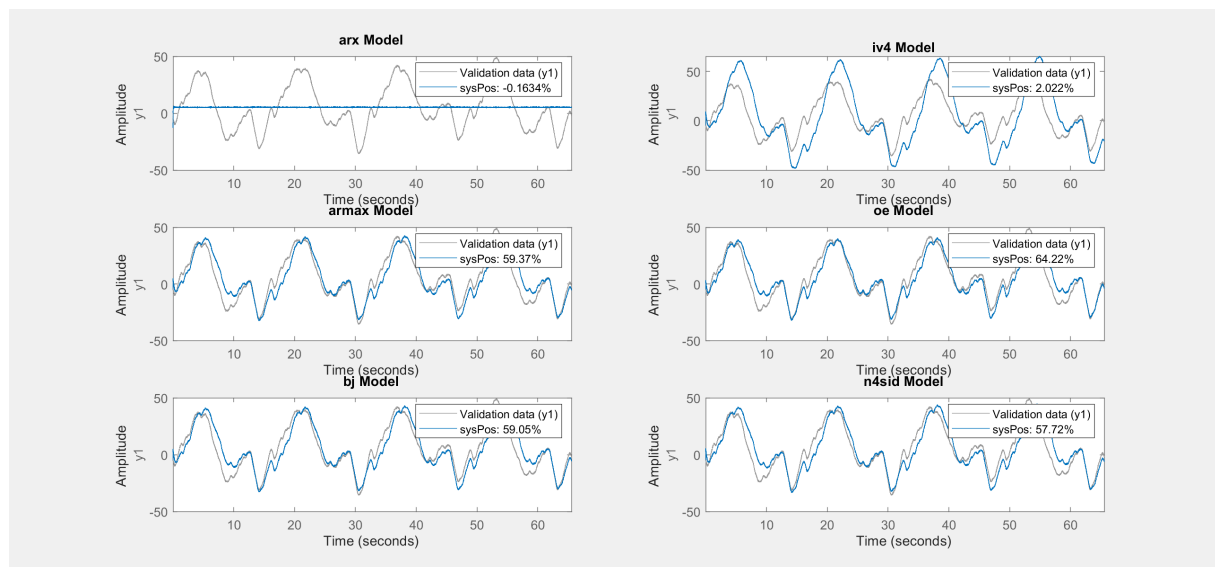 arx Model
50
0
-50
Amplitude
y1
Validation data (y1)
sysPos: -0.1634%
10
20
30
40
50
60
Time (seconds)
iv4 Model
50
0
-50
Amplitude
y1
Validation data (y1)
sysPos: 2.022%
10
20
30
40
50
60
Time (seconds)
armax Model
50
0
-50
Amplitude
y1
Validation data (y1)
sysPos: 59.37%
10
20
30
40
50
60
Time (seconds)
oe Model
50
0
-50
Amplitude
y1
Validation data (y1)
sysPos: 64.22%
10
20
30
40
50
60
Time (seconds)
bj Model
50
0
-50
Amplitude
y1
Validation data (y1)
sysPos: 59.05%
10
20
30
40
50
60
Time (seconds)
n4sid Model
50
0
-50
Amplitude
y1
Validation data (y1)
sysPos: 57.72%
10
20
30
40
50
60
Time (seconds)